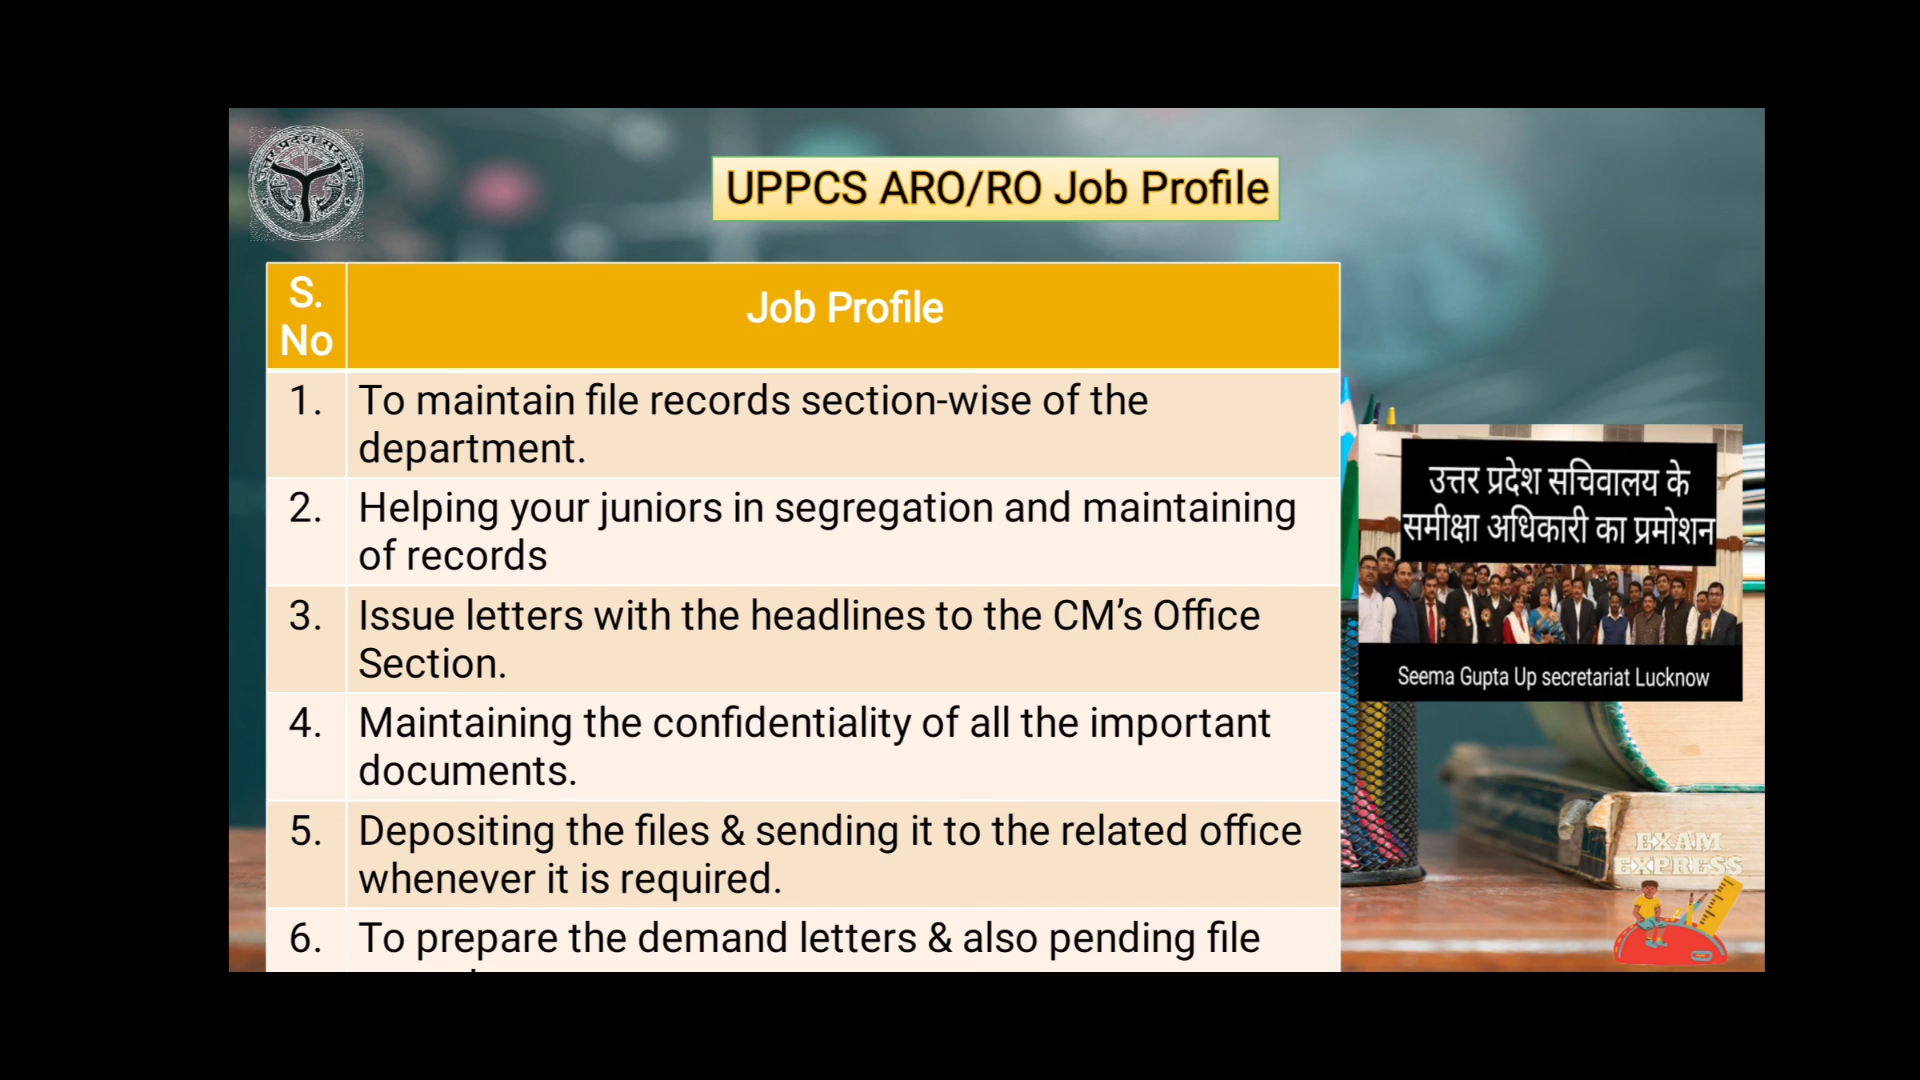 उत्तर प्रदेश सरकार
UPPCS ARO/RO Job Profile
S.
No
Job Profile
1. To maintain file records section-wise of the
department.
2. Helping your juniors in segregation and maintaining
of records
3. Issue letters with the headlines to the CM’s Office
Section.
4. Maintaining the confidentiality of all the important
documents.
5. Depositing the files & sending it to the related office
whenever it is required.
6. To prepare the demand letters & also pending file
उत्तर प्रदेश सचिवालय के
समीक्षा अधिकारी का प्रमोशन
Seema Gupta Up secretariat Lucknow
EXAM
EXPRESS